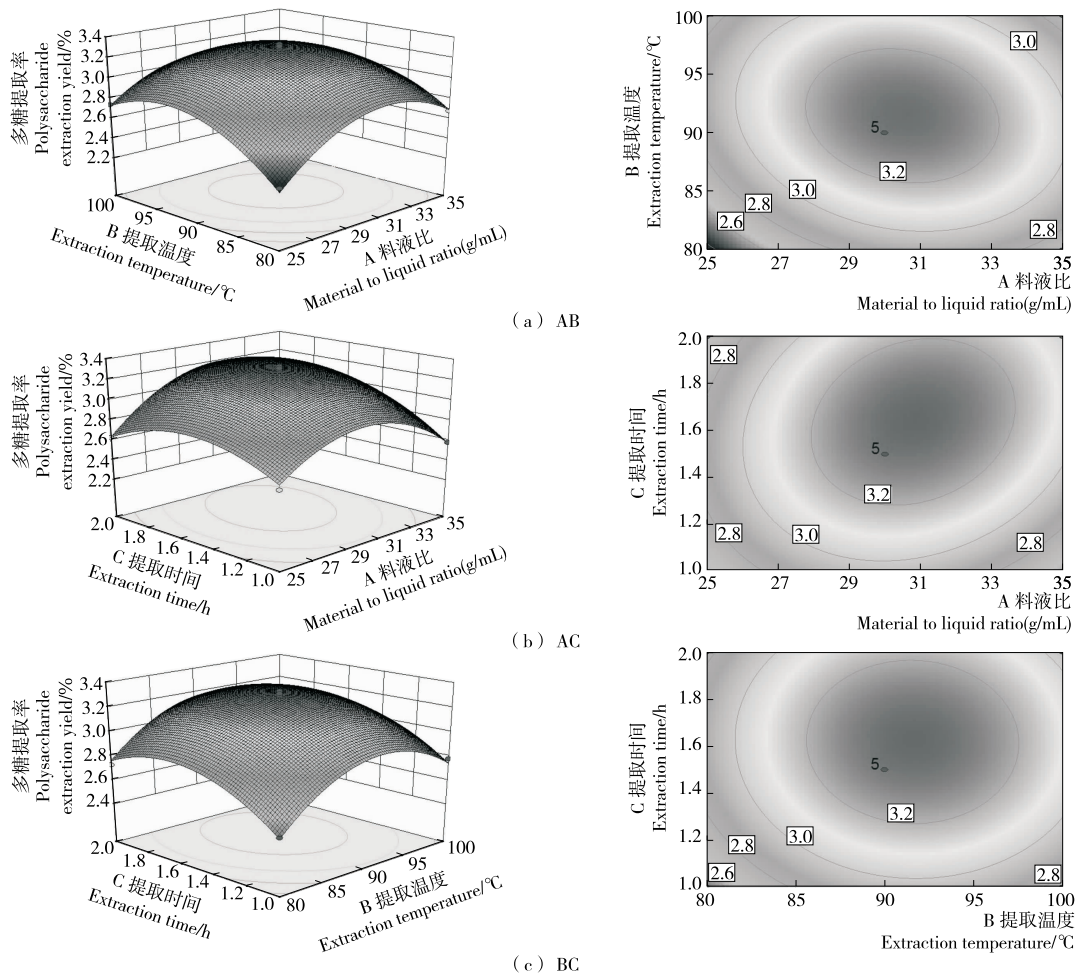 多糖提取率
Polysaccharide
extraction yield/%
3.4
3.2
3.0
2.8
2.6
2.4
2.2
100
95
90
85
80
B 提取温度
Extraction temperature/℃
25
27
29
31
33
35
A 料液比
Material to liquid ratio(g/mL)
B 提取温度
Extraction temperature/℃
100
95
90
85
80
3.0
5
3.2
3.0
2.8
2.6
2.8
25
27
29
31
33
35
A 料液比
Material to liquid ratio(g/mL)
(a) AB
多糖提取率
Polysaccharide
extraction yield/%
3.4
3.2
3.0
2.8
2.6
2.4
2.2
2.0
1.8
1.6
1.4
1.2
1.0
C 提取时间
Extraction time/h
25
27
29
31
33
35
A 料液比
Material to liquid ratio(g/mL)
C 提取时间
Extraction time/h
2.0
1.8
1.6
1.4
1.2
1.0
2.8
5
3.2
2.8
3.0
2.8
25
27
29
31
33
35
A 料液比
Material to liquid ratio(g/mL)
(b) AC
多糖提取率
Polysaccharide
extraction yield/%
3.4
3.2
3.0
2.8
2.6
2.4
2.0
1.8
1.6
1.4
1.2
1.0
C 提取时间
Extraction time/h
80
85
90
95
100
B 提取温度
Extraction temperature/℃
C 提取时间
Extraction time/h
2.0
1.8
1.6
1.4
1.2
1.0
5
3.2
3.0
2.8
2.6
2.8
80
85
90
95
100
B 提取温度
Extraction temperature/℃
(c) BC